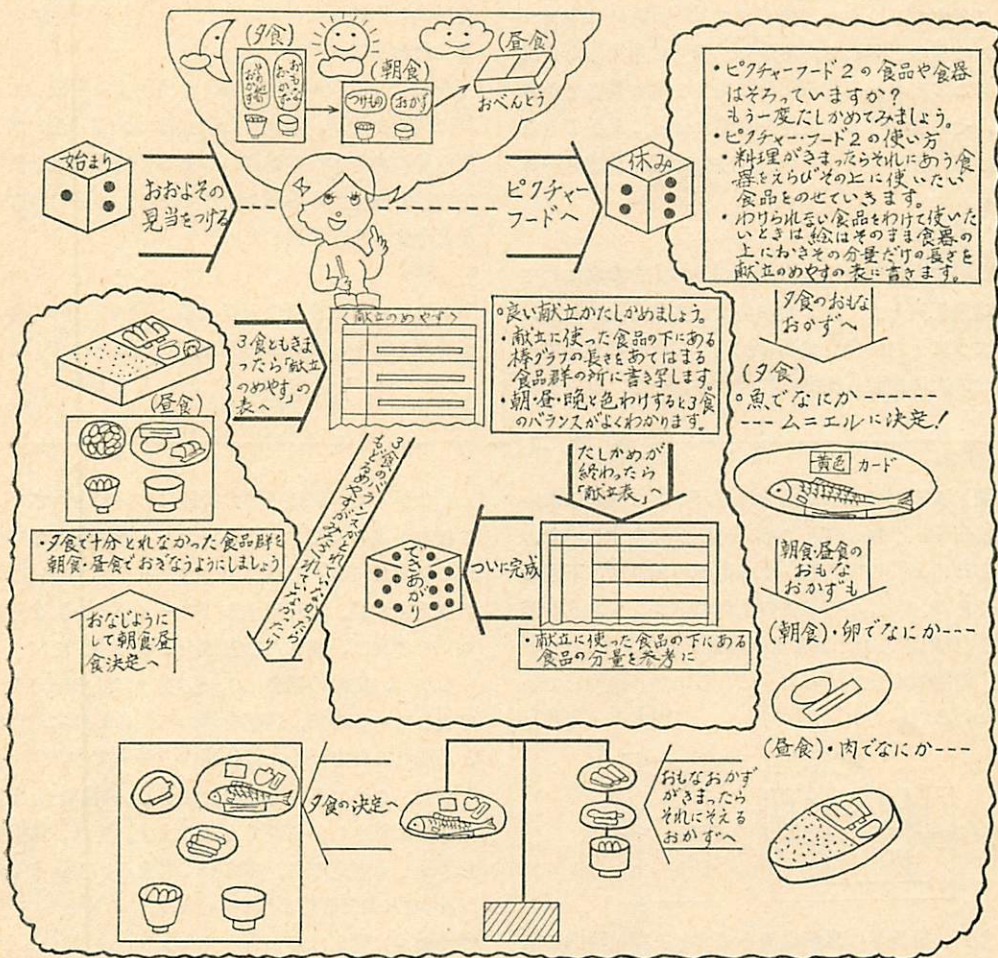 (夕食)
(朝食)
(昼食)
つけもの
おかず
おべんとう
始まり
おおよその
見当をつける
ピクチャー
フードへ
休み
・ピクチャーフード2の食品や食器
はそろっていますか?
もう一度たしかめてみましょう。
・ピクチャー・フード2の使い方
・料理がきまったらそれにあう食
器をえらびその上に使いたい
食品をのせていきます。
・わけられない食品をわけて使いた
いときは絵はそのまま食器の
上におきその分量だけの長さを
献立のめやすの表に書きます。
夕食のおもな
おかずへ
(夕食)
○魚でなにか------
---ムニエルに決定!
黄色 カード
朝食・昼食の
おもな
おかずも
(朝食)・卵でなにか---
(昼食)・肉でなにか---
おもなおかず
がきまったら
それにそえる
おかずへ
夕食の決定へ
おなじように
して朝食・昼
食決定へ
・夕食で十分とれなかった食品群を
朝食・昼食でおぎなうようにしましょう
(昼食)
3食ともきま
ったら「献立
のめやす」の
表へ
<献立のめやす>
○良い献立かたしかめましょう。
・献立に使った食品の下にある
棒グラフの長さをあてはまる
食品群の所に書き写します。
・朝・昼・晩と色わけすると3食
のバランスがよくわかります。
3食のバランスがとれていなかったら
もどる
たしかめが
終わったら
「献立表」へ
・献立に使った食品の下にある
食品の分量を参考に
ついに完成
できあがり